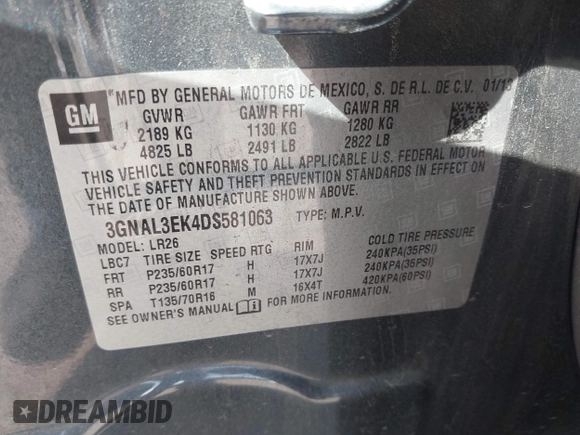 GM
MFD BY GENERAL MOTORS DE MEXICO, S. DE R.L. DE C.V. 01/13
GVWR GAWR FRT GAWR RR
2189 KG 1130 KG 1280 KG
4825 LB 2491 LB 2822 LB
THIS VEHICLE CONFORMS TO ALL APPLICABLE U.S. FEDERAL MOTOR
VEHICLE SAFETY AND THEFT PREVENTION STANDARDS IN EFFECT ON
THE DATE OF MANUFACTURE SHOWN ABOVE.
3GNAL3EK4DS581063 TYPE: M.P.V.
MODEL: LR26
LBC7 TIRE SIZE SPEED RTG RIM COLD TIRE PRESSURE
FRT P235/60R17 H 17X7J 240KPA(35PSI)
RR P235/60R17 H 17X7J 240KPA(35PSI)
SPA T135/70R16 M 16X4T 420KPA(60PSI)
SEE OWNER'S MANUAL FOR MORE INFORMATION.
DREAMBID